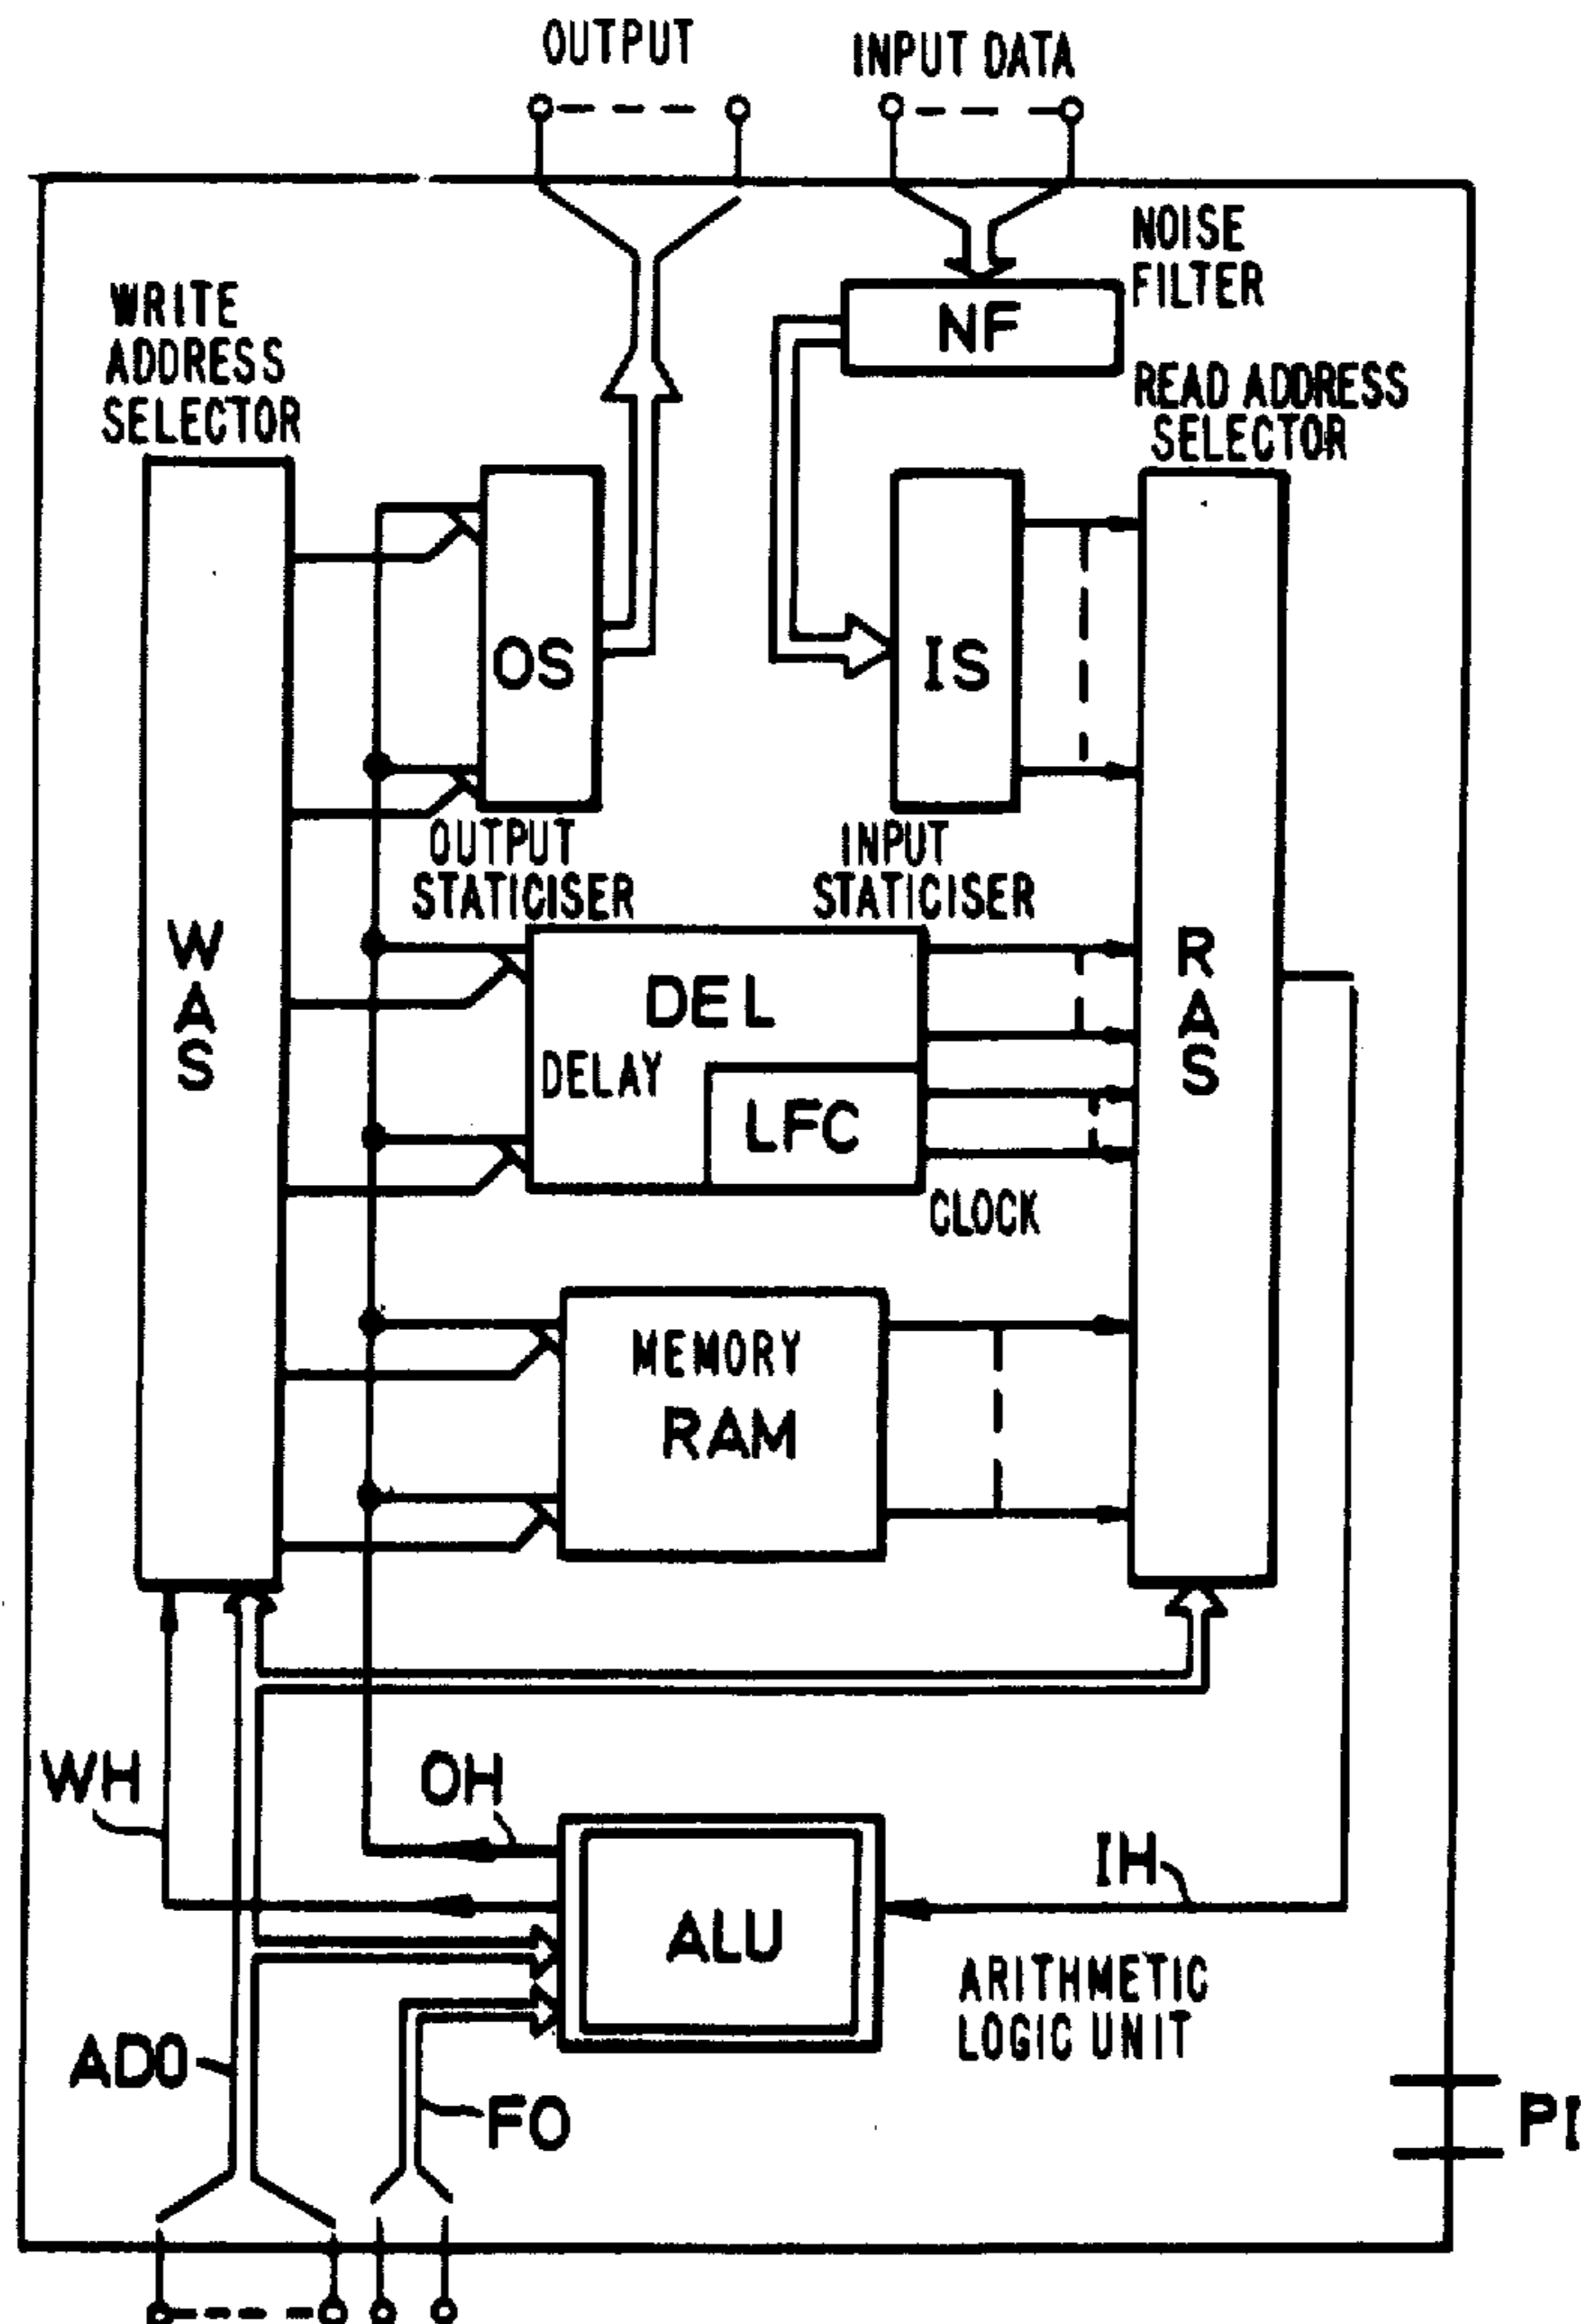 OUTPUT
INPUT DATA
NOISE
FILTER
NF
WRITE
ADDRESS
SELECTOR
READ ADDRESS
SELECTOR
OS
IS
OUTPUT
STATICISER
INPUT
STATICISER
W
A
S
DEL
DELAY
LFC
R
A
S
CLOCK
MEMORY
RAM
WH
OH
IH
ALU
ARITHMETIC
LOGIC UNIT
ADO
FO
PI